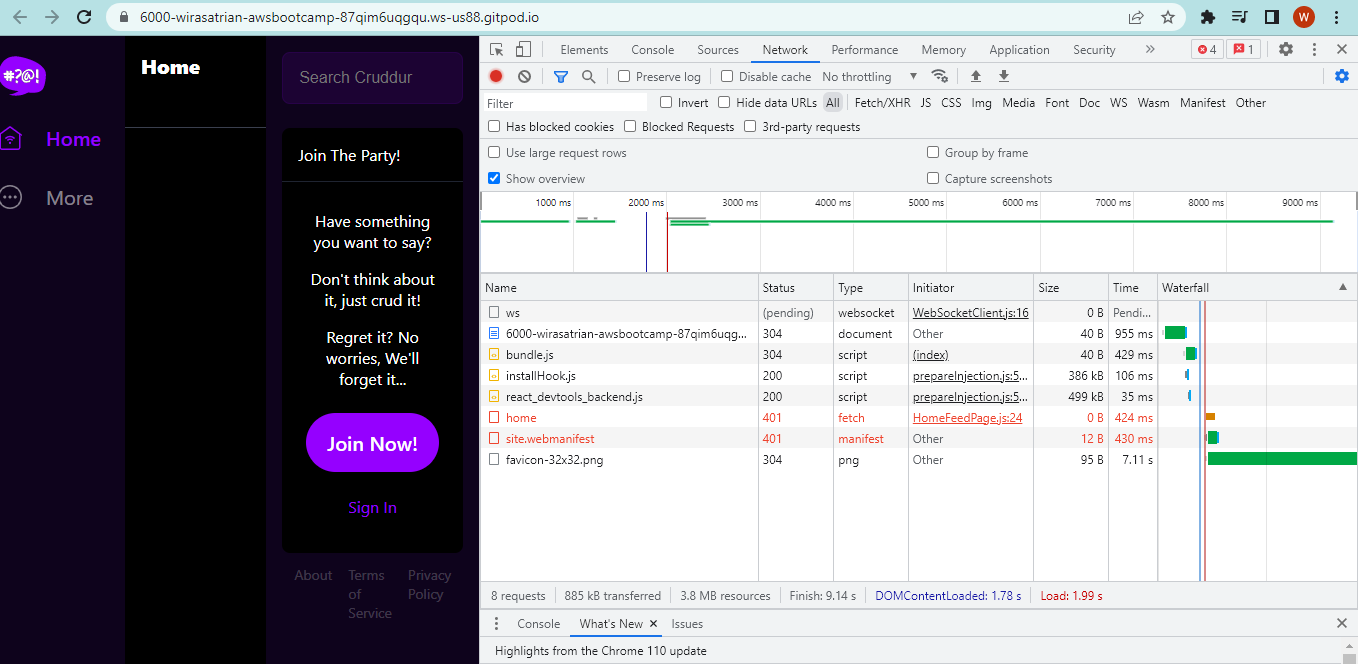 6000-wirasatrian-awsbootcamp-87qim6uqgqu.ws-us88.gitpod.io
W
#?@!
Home
More
Home
Search Cruddur
Join The Party!
Have something
you want to say?
Don't think about
it, just crud it!
Regret it? No
worries, We'll
forget it...
Join Now!
Sign In
About
Terms
of
Service
Privacy
Policy
Elements Console Sources Network Performance Memory Application Security » 4 1
Preserve log Disable cache No throttling
Filter Invert Hide data URLs All Fetch/XHR JS CSS Img Media Font Doc WS Wasm Manifest Other
Has blocked cookies Blocked Requests 3rd-party requests
Use large request rows Group by frame
Show overview Capture screenshots
1000 ms 2000 ms 3000 ms 4000 ms 5000 ms 6000 ms 7000 ms 8000 ms 9000 ms
Name Status Type Initiator Size Time Waterfall
ws (pending) websocket WebSocketClient.js:16 0 B Pendi...
6000-wirasatrian-awsbootcamp-87qim6uqg... 304 document Other 40 B 955 ms
bundle.js 304 script (index) 40 B 429 ms
installHook.js 200 script prepareInjection.js:5... 386 kB 106 ms
react_devtools_backend.js 200 script prepareInjection.js:5... 499 kB 35 ms
home 401 fetch HomeFeedPage.js:24 0 B 424 ms
site.webmanifest 401 manifest Other 12 B 430 ms
favicon-32x32.png 304 png Other 95 B 7.11 s
8 requests 885 kB transferred 3.8 MB resources Finish: 9.14 s DOMContentLoaded: 1.78 s Load: 1.99 s
Console What's New × Issues
Highlights from the Chrome 110 update